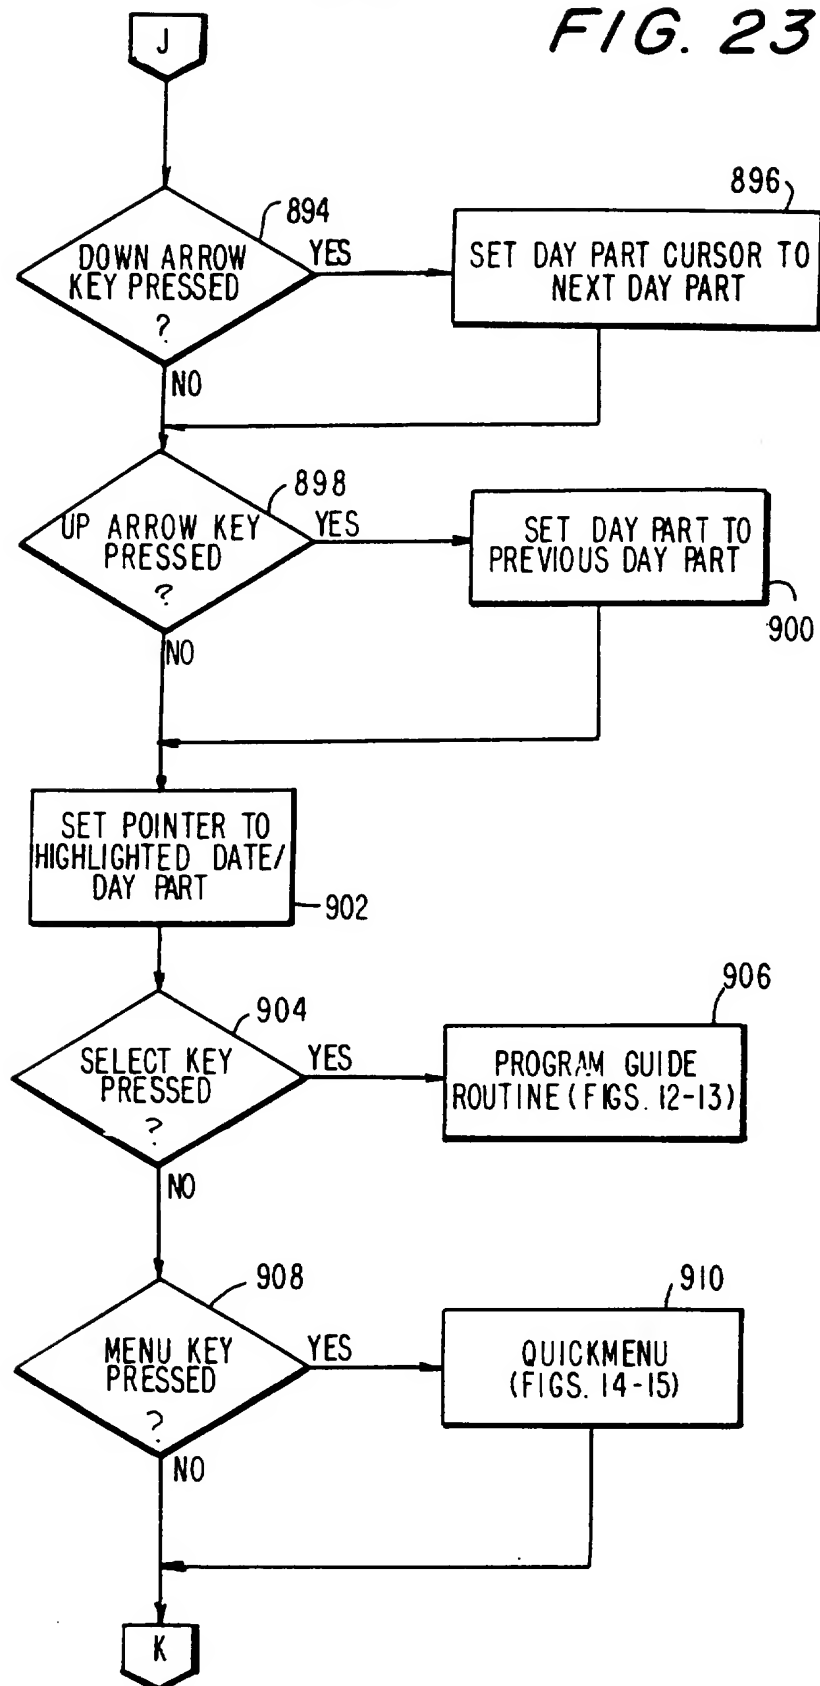 FIG. 23
J
894
DOWN ARROW
KEY PRESSED
?
YES
NO
896
SET DAY PART CURSOR TO
NEXT DAY PART
898
UP ARROW KEY
PRESSED
?
YES
NO
SET DAY PART TO
PREVIOUS DAY PART
900
SET POINTER TO
HIGHLIGHTED DATE/
DAY PART
902
904
SELECT KEY
PRESSED
?
YES
NO
906
PROGRAM GUIDE
ROUTINE (FIGS. 12-13)
908
MENU KEY
PRESSED
?
YES
NO
910
QUICKMENU
(FIGS. 14-15)
K